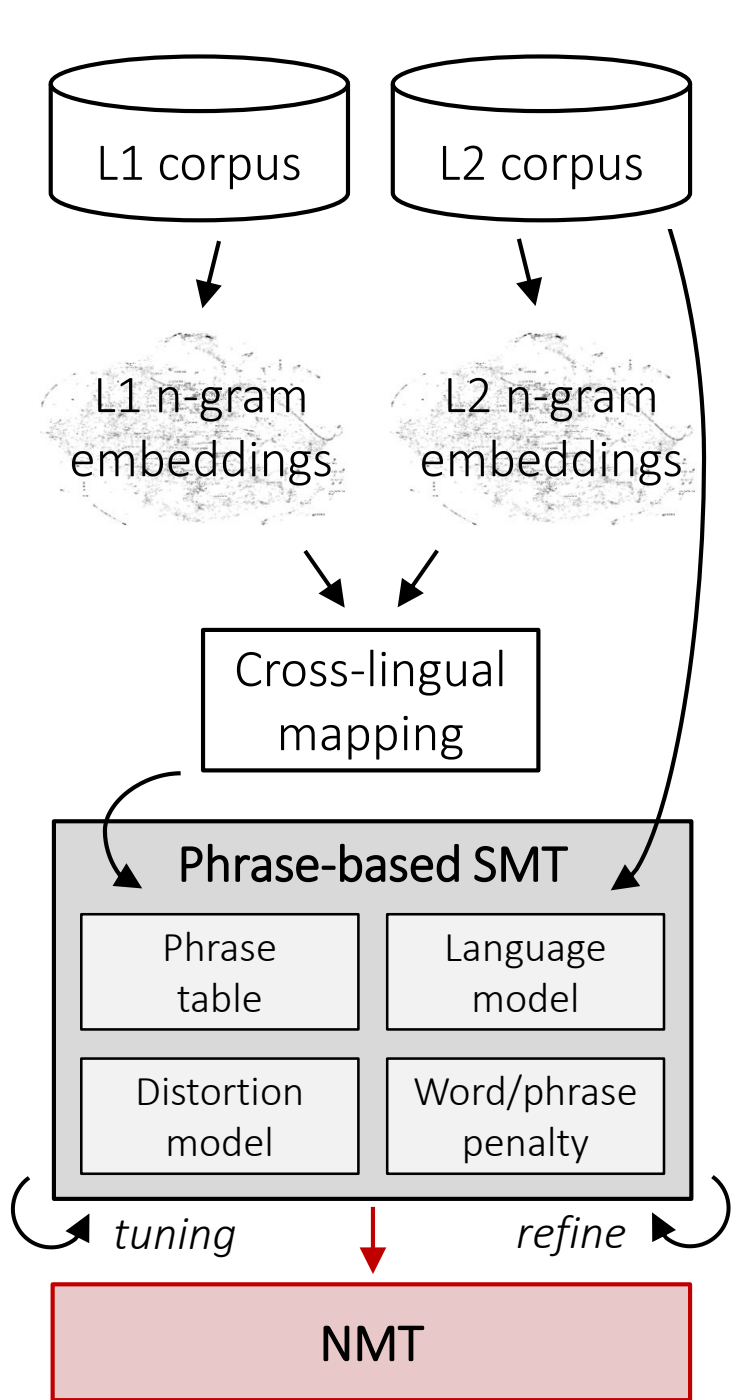 L1 corpus
L2 corpus
L1 n-gram
embeddings
L2 n-gram
embeddings
Cross-lingual
mapping
Phrase-based SMT
Phrase
table
Language
model
Distortion
model
Word/phrase
penalty
tuning
refine
NMT